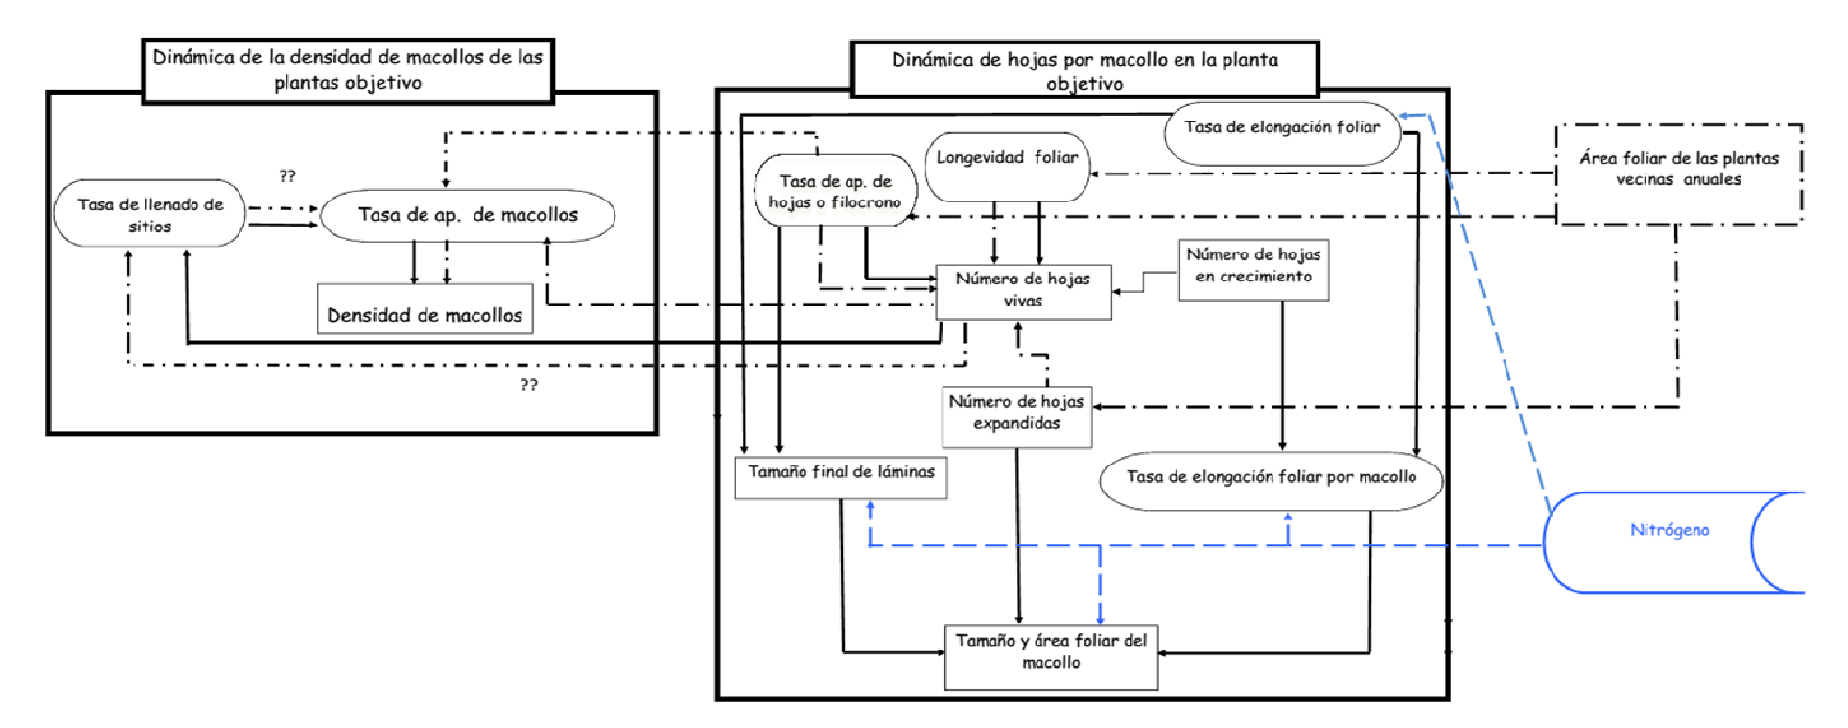 Dinámica de la densidad de macollos de las
plantas objetivo
Tasa de llenado de
sitios
??
Tasa de ap. de macollos
Densidad de macollos
??
Dinámica de hojas por macollo en la planta
objetivo
Tasa de elongación foliar
Longevidad foliar
Tasa de ap. de
hojas o filocrono
Número de hojas
vivas
Número de hojas
en crecimiento
Número de hojas
expandidas
Tamaño final de láminas
Tasa de elongación foliar por macollo
Tamaño y área foliar del
macollo
Área foliar de las plantas
vecinas anuales
Nitrógeno